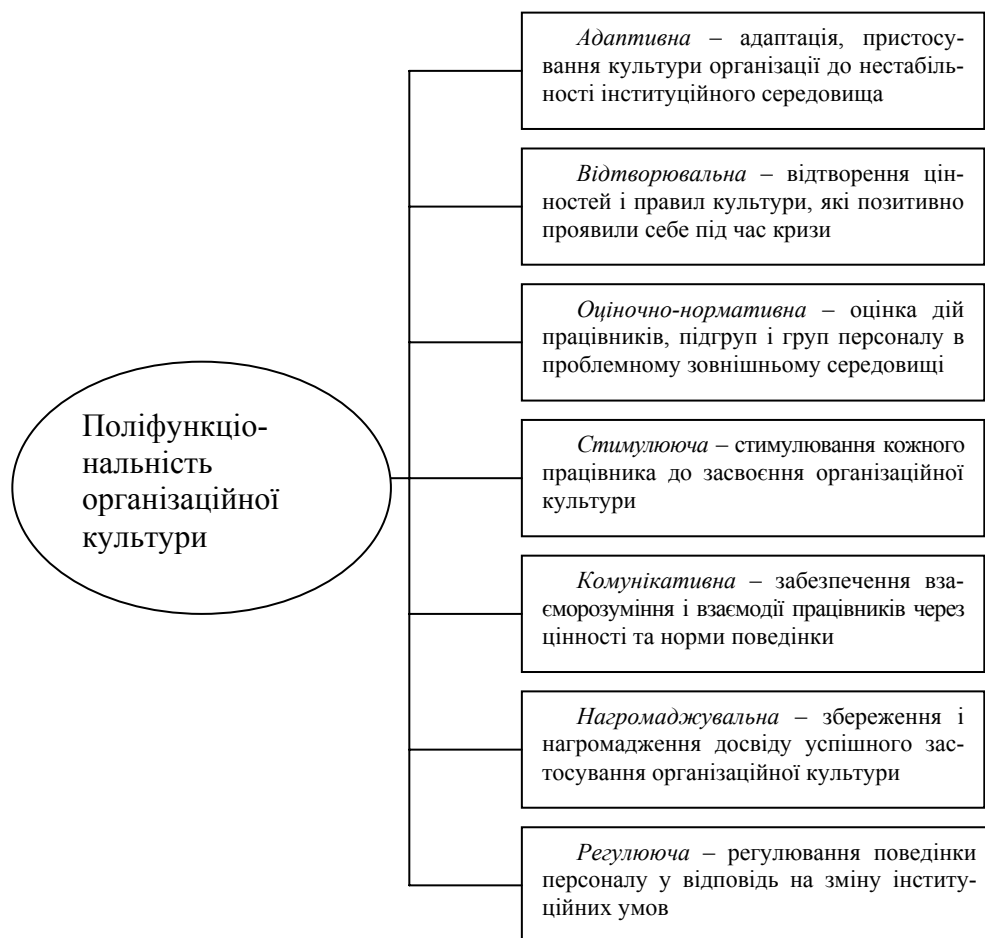 Адаптивна – адаптація, пристосу-
вання культури організації до нестабіль-
ності інституційного середовища
Відтворювальна – відтворення цін-
ностей і правил культури, які позитивно
проявили себе під час кризи
Оціночно-нормативна – оцінка дій
працівників, підгруп і груп персоналу в
проблемному зовнішньому середовищі
Поліфункціо-
нальність
організаційної
культури
Стимулююча – стимулювання кожного
працівника до засвоєння організаційної
культури
Комунікативна – забезпечення вза-
єморозуміння і взаємодії працівників через
цінності та норми поведінки
Нагромаджувальна – збереження і
нагромадження досвіду успішного зас-
тосування організаційної культури
Регулююча – регулювання поведінки
персоналу у відповідь на зміну інститу-
ційних умов